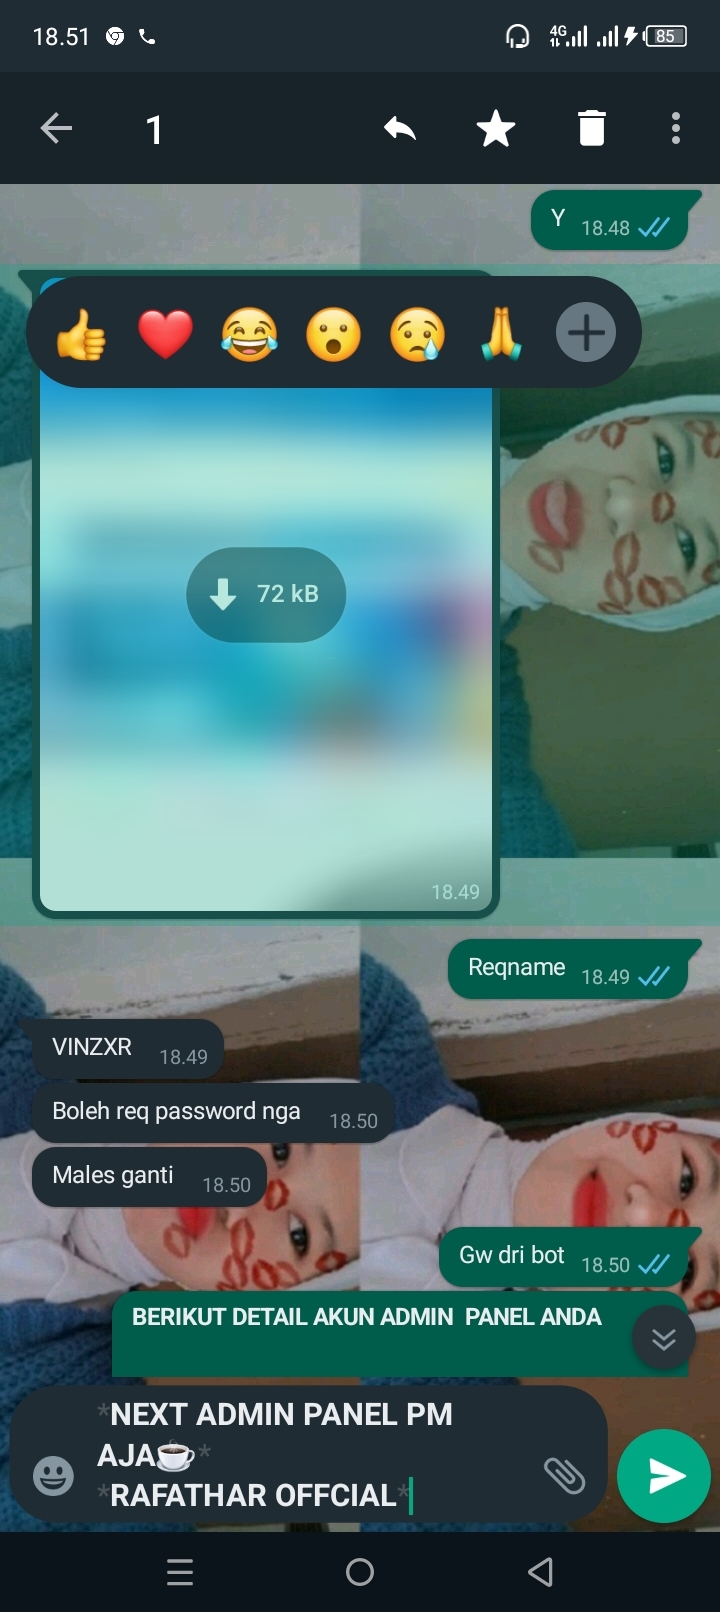 18.51
4G
85
1
Y 18.48
72 kB
18.49
Reqname 18.49
VINZXR 18.49
Boleh req password nga 18.50
Males ganti 18.50
Gw dri bot 18.50
BERIKUT DETAIL AKUN ADMIN  PANEL ANDA
*NEXT ADMIN PANEL PM
AJA☕*
*RAFATHAR OFFCIAL*